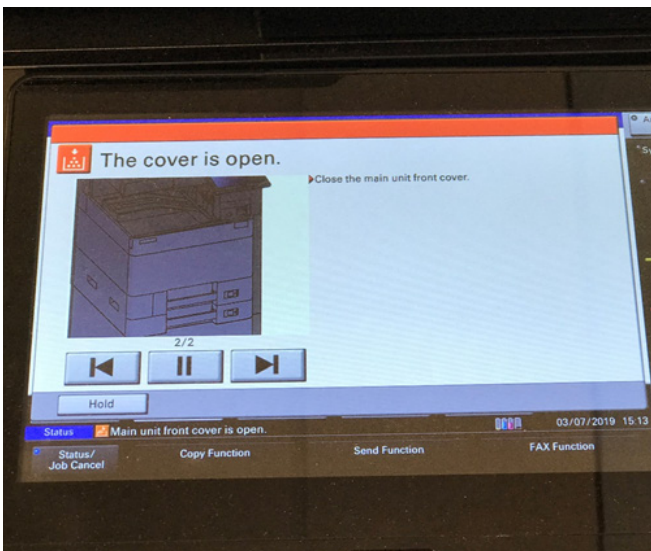 The cover is open.
Close the main unit front cover.
2/2
Hold
Status
Main unit front cover is open.
03/07/2019 15:13
Status/
Job Cancel
Copy Function
Send Function
FAX Function